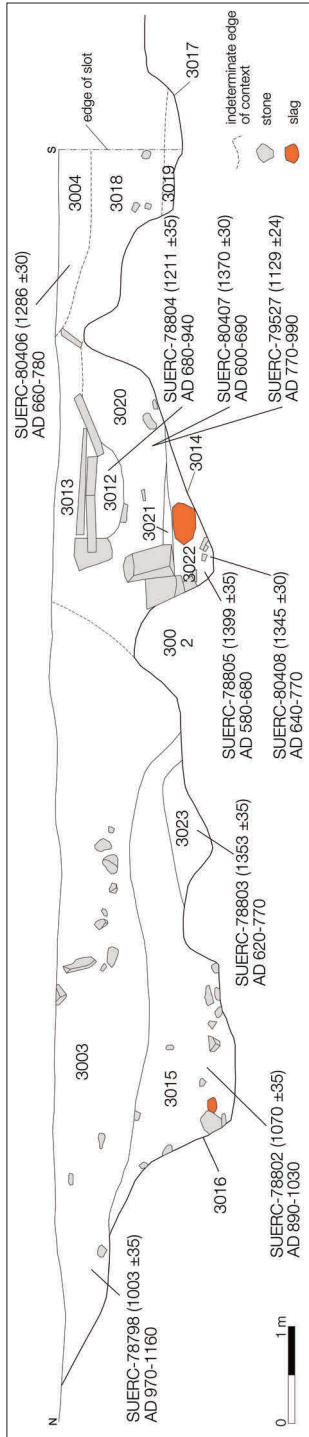 N
S
edge of slot
SUERC-78798 (1003 ±35)
AD 970-1160
3003
3015
3016
SUERC-78802 (1070 ±35)
AD 890-1030
3023
SUERC-78803 (1353 ±35)
AD 620-770
300
2
SUERC-78805 (1399 ±35)
AD 580-680
SUERC-80408 (1345 ±30)
AD 640-770
3022
3021
3014
3013
3012
3020
SUERC-80406 (1286 ±30)
AD 660-780
SUERC-78804 (1211 ±35)
AD 680-940
SUERC-80407 (1370 ±30)
AD 600-690
SUERC-79527 (1129 ±24)
AD 770-990
3004
3018
3019
3017
indeterminate edge
of context
stone
slag
0
1 m